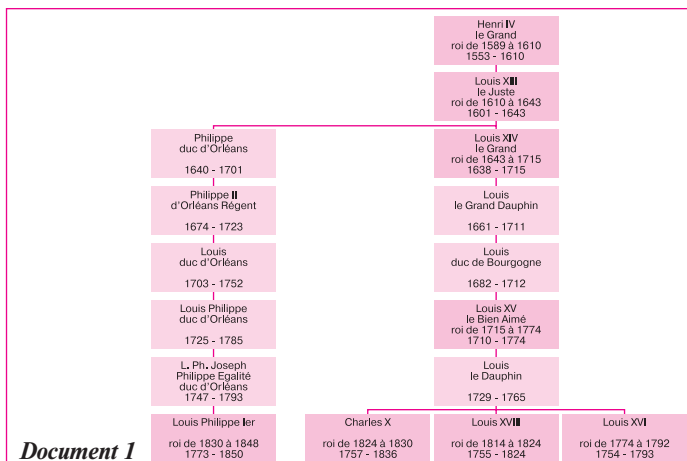 Henri IV
le Grand
roi de 1589 à 1610
1553 - 1610
Louis XIII
le Juste
roi de 1610 à 1643
1601 - 1643
Philippe
duc d'Orléans
1640 - 1701
Louis XIV
le Grand
roi de 1643 à 1715
1638 - 1715
Philippe II
d'Orléans Régent
1674 - 1723
Louis
le Grand Dauphin
1661 - 1711
Louis
duc d'Orléans
1703 - 1752
Louis
duc de Bourgogne
1682 - 1712
Louis Philippe
duc d'Orléans
1725 - 1785
Louis XV
le Bien Aimé
roi de 1715 à 1774
1710 - 1774
L. Ph. Joseph
Philippe Egalité
duc d'Orléans
1747 - 1793
Louis
le Dauphin
1729 - 1765
Louis Philippe Ier
roi de 1830 à 1848
1773 - 1850
Charles X
roi de 1824 à 1830
1757 - 1836
Louis XVIII
roi de 1814 à 1824
1755 - 1824
Louis XVI
roi de 1774 à 1792
1754 - 1793
Document 1